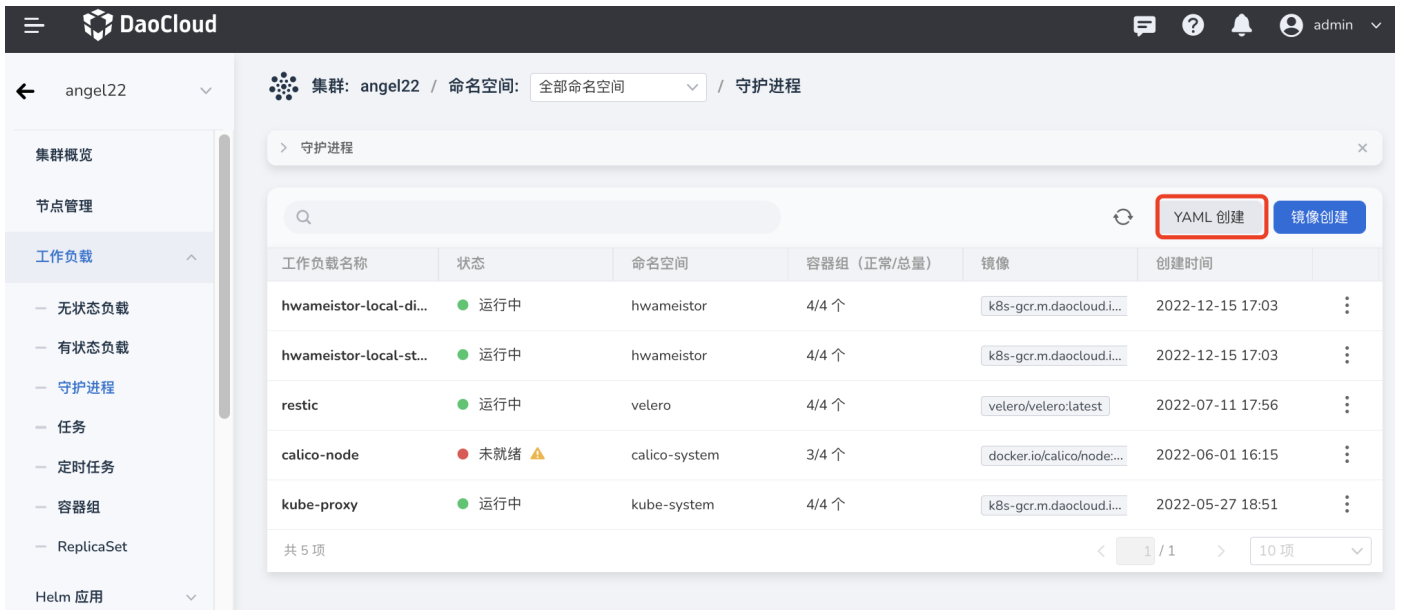 DaoCloud
admin
angel22
集群: angel22 / 命名空间: 全部命名空间 / 守护进程
集群概览
节点管理
工作负载
无状态负载
有状态负载
守护进程
任务
定时任务
容器组
ReplicaSet
Helm 应用
守护进程
YAML 创建 镜像创建
工作负载名称 状态 命名空间 容器组（正常/总量） 镜像 创建时间
hwameistor-local-di... 运行中 hwameistor 4/4 个 k8s-gcr.m.daocloud.i... 2022-12-15 17:03
hwameistor-local-st... 运行中 hwameistor 4/4 个 k8s-gcr.m.daocloud.i... 2022-12-15 17:03
restic 运行中 velero 4/4 个 velero/velero:latest 2022-07-11 17:56
calico-node 未就绪 calico-system 3/4 个 docker.io/calico/node:... 2022-06-01 16:15
kube-proxy 运行中 kube-system 4/4 个 k8s-gcr.m.daocloud.i... 2022-05-27 18:51
共 5 项 1 / 1 10 项